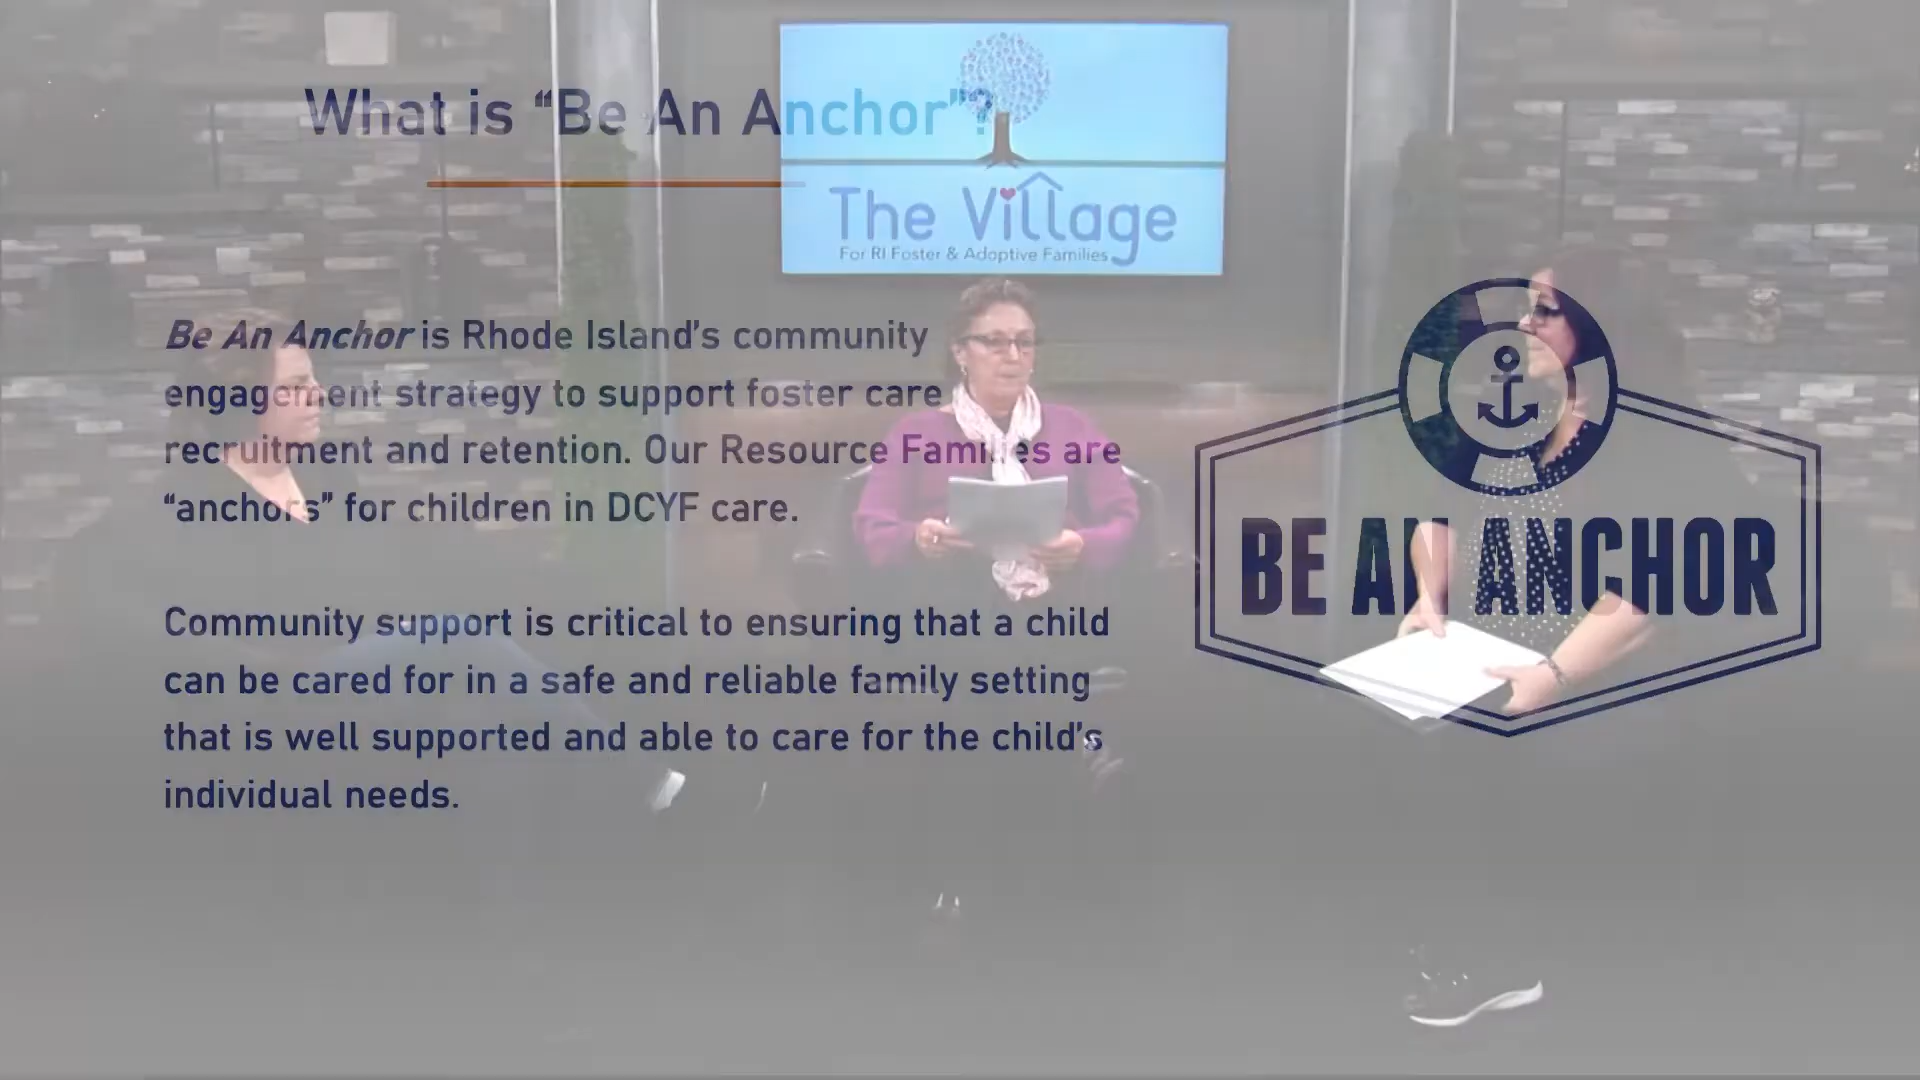 What is “Be An Anchor”?
The Village
For RI Foster & Adoptive Families
Be An Anchor is Rhode Island’s community
engagement strategy to support foster care
recruitment and retention. Our Resource Families are
“anchors” for children in DCYF care.
Community support is critical to ensuring that a child
can be cared for in a safe and reliable family setting
that is well supported and able to care for the child’s
individual needs.
BE AN ANCHOR